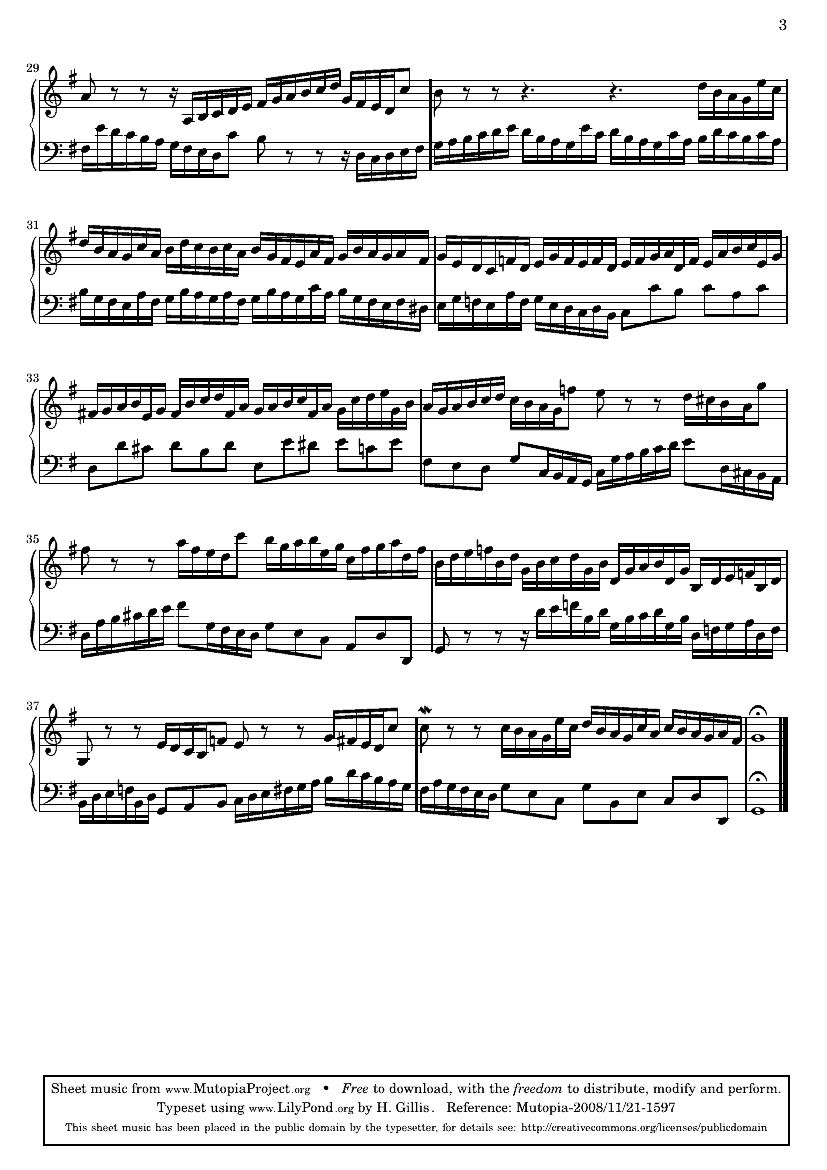 3
29
31
33
35
37
Sheet music from www.MutopiaProject.org • Free to download, with the freedom to distribute, modify and perform.
Typeset using www.LilyPond.org by H. Gillis. Reference: Mutopia-2008/11/21-1597
This sheet music has been placed in the public domain by the typesetter, for details see: http://creativecommons.org/licenses/publicdomain